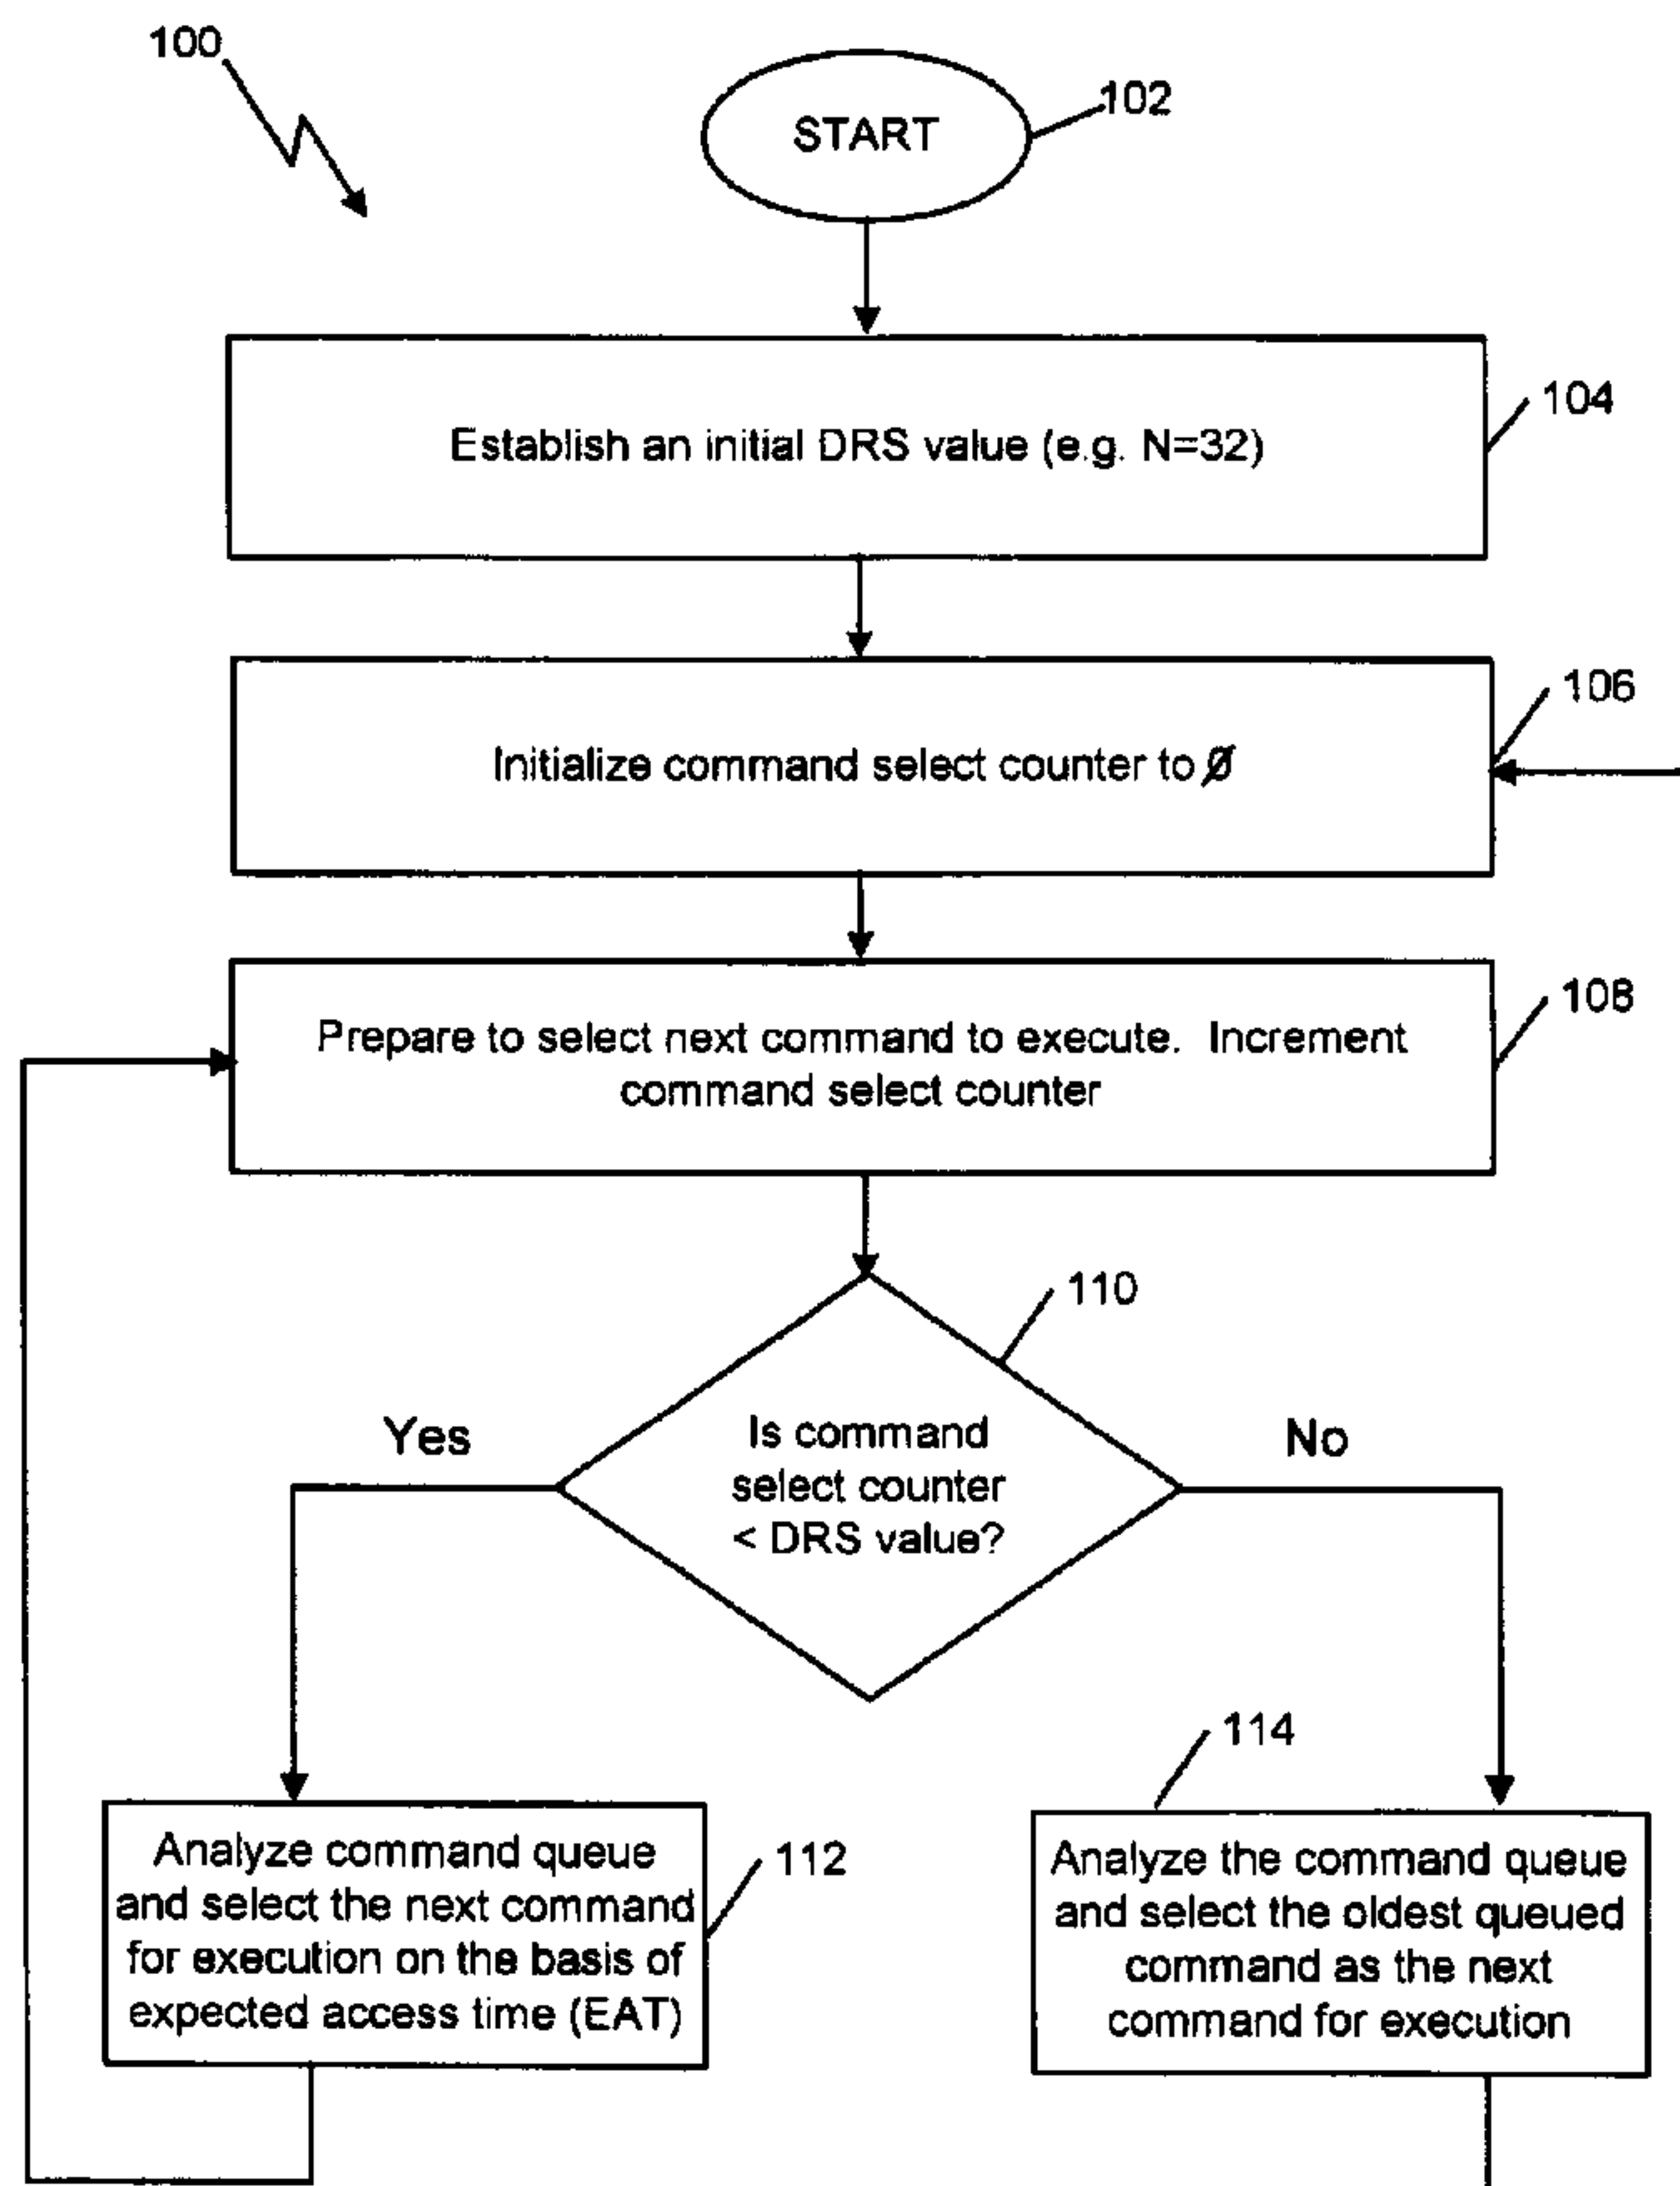 100
START
102
Establish an initial DRS value (e.g. N=32)
104
Initialize command select counter to Ø
106
Prepare to select next command to execute. Increment
command select counter
108
110
Yes
Is command
select counter
< DRS value?
No
Analyze command queue
and select the next command
for execution on the basis of
expected access time (EAT)
112
114
Analyze the command queue
and select the oldest queued
command as the next
command for execution